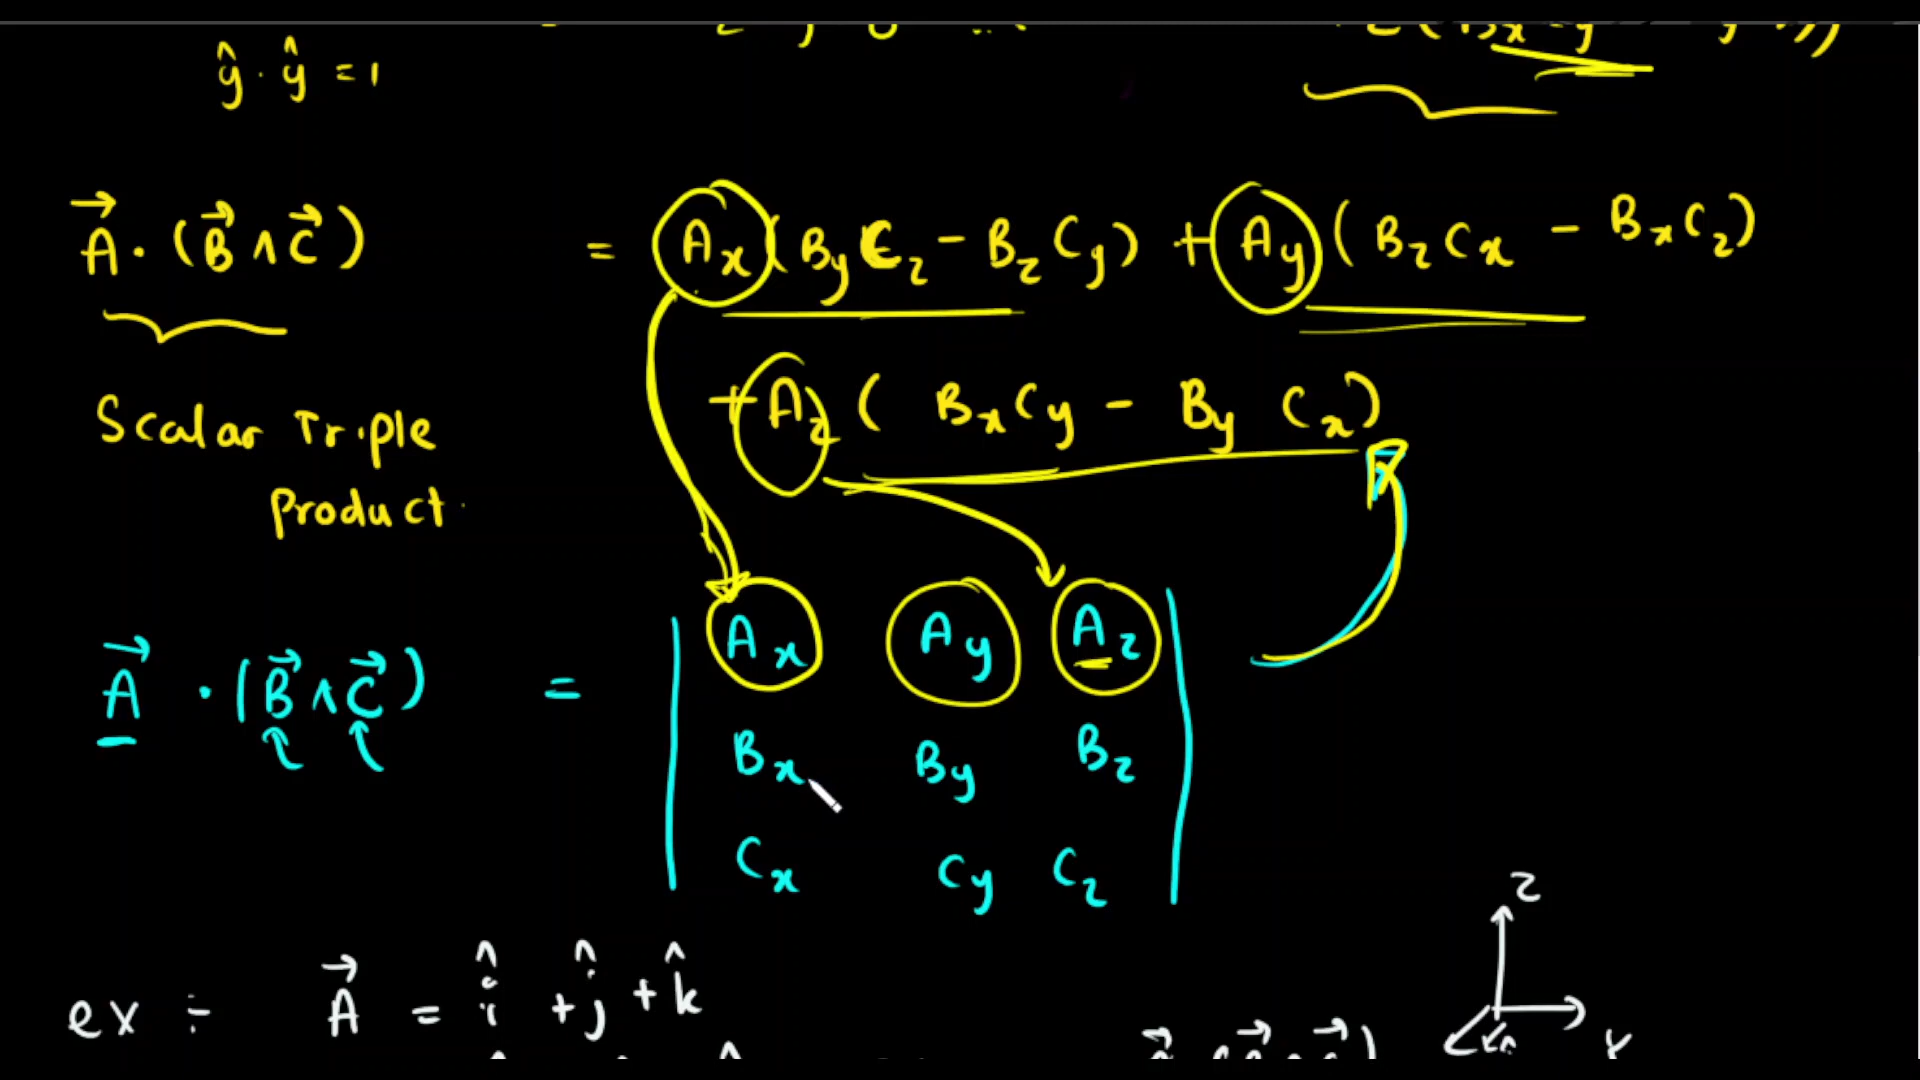 ŷ · ŷ = 1
A⃗ · (B⃗ ∧ C⃗) = Ax (By Cz - Bz Cy) + Ay (Bz Cx - Bx Cz)
+ Az (Bx Cy - By Cx)
Scalar Triple
Product.
A⃗ · (B⃗ ∧ C⃗) = | Ax Ay Az |
Bx By Bz
Cx Cy Cz
z
ex :- A⃗ = î + ĵ + k̂